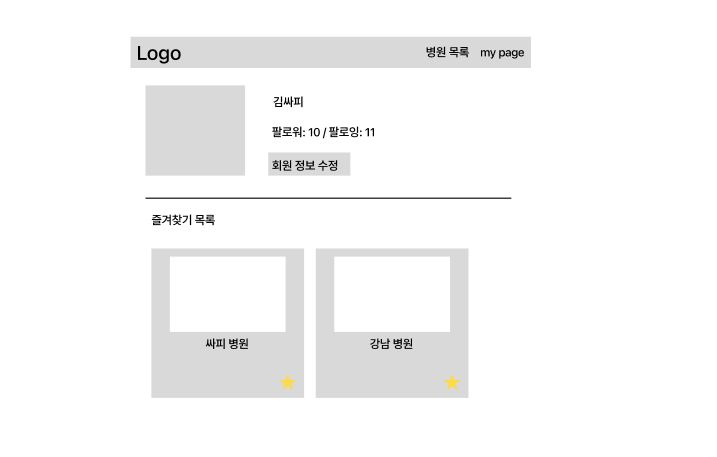 Logo 병원 목록 my page
김싸피
팔로워: 10 / 팔로잉: 11
회원 정보 수정
즐겨찾기 목록
싸피 병원
강남 병원